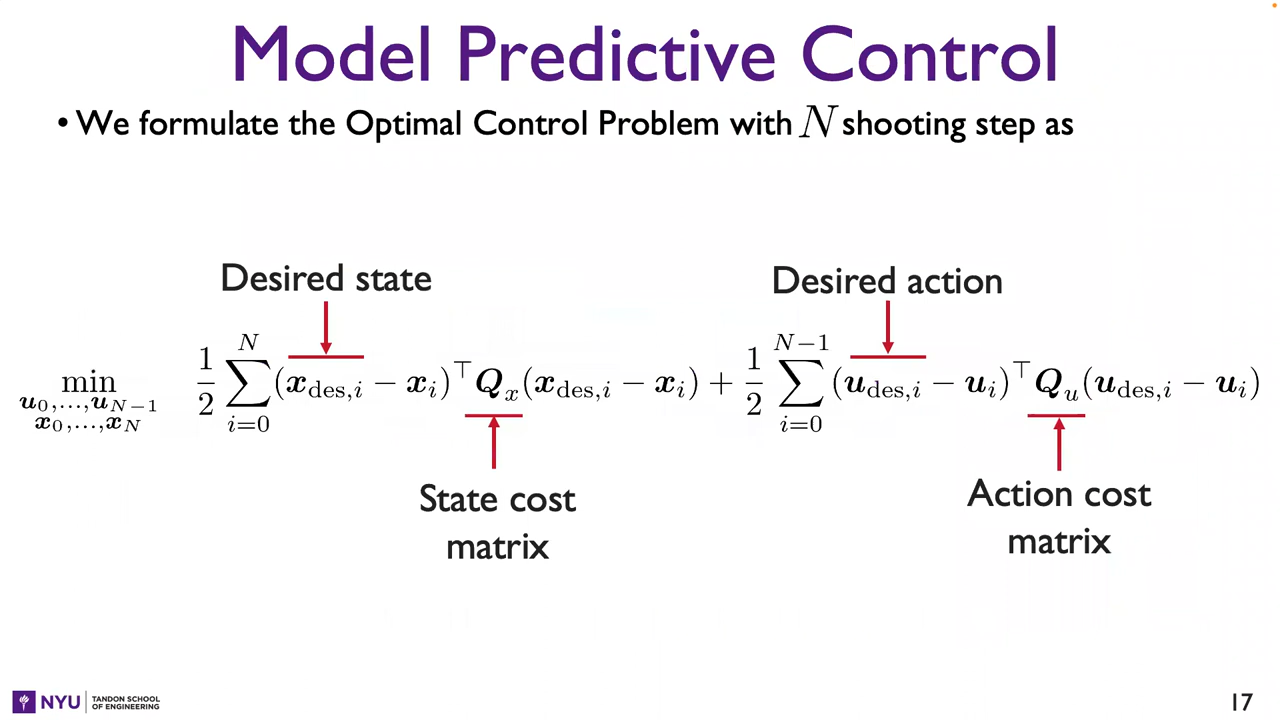 Model Predictive Control
• We formulate the Optimal Control Problem with N shooting step as
Desired state
Desired action
min_{u_0,...,u_{N-1} x_0,...,x_N} 1/2 ∑_{i=0}^{N} (x_{des,i} − x_i)^⊤ Q_x (x_{des,i} − x_i) + 1/2 ∑_{i=0}^{N−1} (u_{des,i} − u_i)^⊤ Q_u (u_{des,i} − u_i)
State cost
matrix
Action cost
matrix
NYU
TANDON SCHOOL
OF ENGINEERING
17